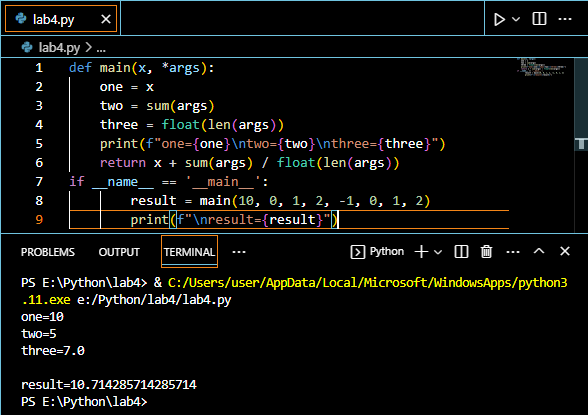 lab4.py ×
lab4.py > ...
1 def main(x, *args):
2     one = x
3     two = sum(args)
4     three = float(len(args))
5     print(f"one={one}\ntwo={two}\nthree={three}")
6     return x + sum(args) / float(len(args))
7 if __name__ == '__main__':
8         result = main(10, 0, 1, 2, -1, 0, 1, 2)
9         print(f"\nresult={result}")
PROBLEMS OUTPUT TERMINAL ... Python
PS E:\Python\lab4> & C:/Users/user/AppData/Local/Microsoft/WindowsApps/python3
.11.exe e:/Python/lab4/lab4.py
one=10
two=5
three=7.0
result=10.714285714285714
PS E:\Python\lab4>